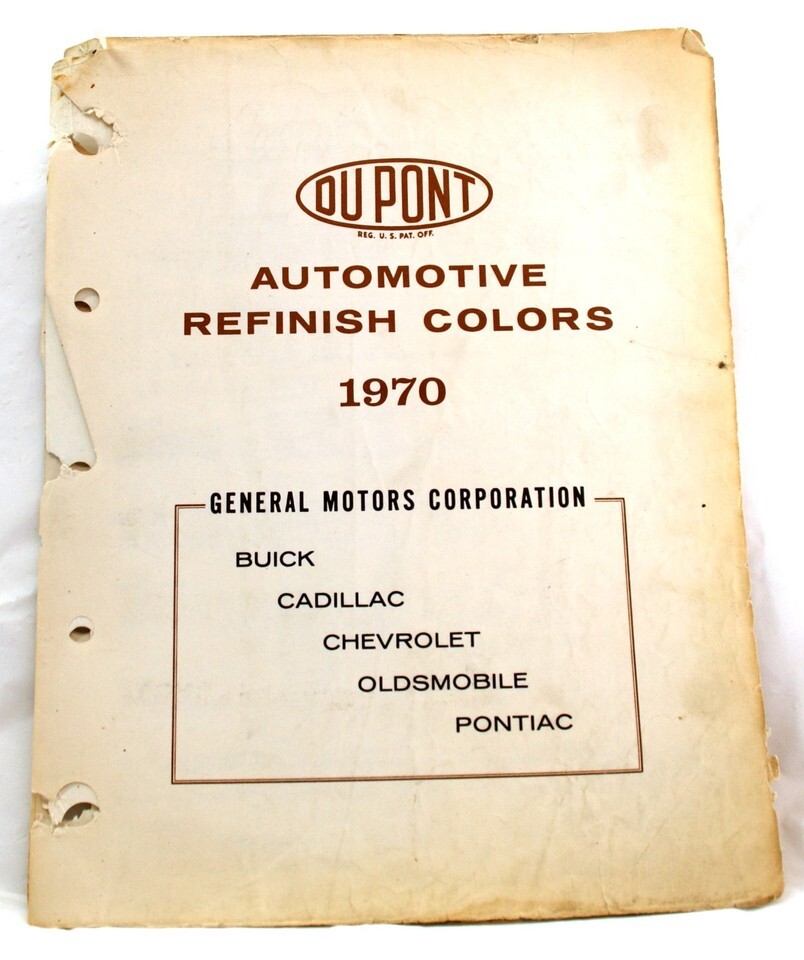 DU PONT
REG. U. S. PAT. OFF.
AUTOMOTIVE
REFINISH COLORS
1970
GENERAL MOTORS CORPORATION
BUICK
CADILLAC
CHEVROLET
OLDSMOBILE
PONTIAC